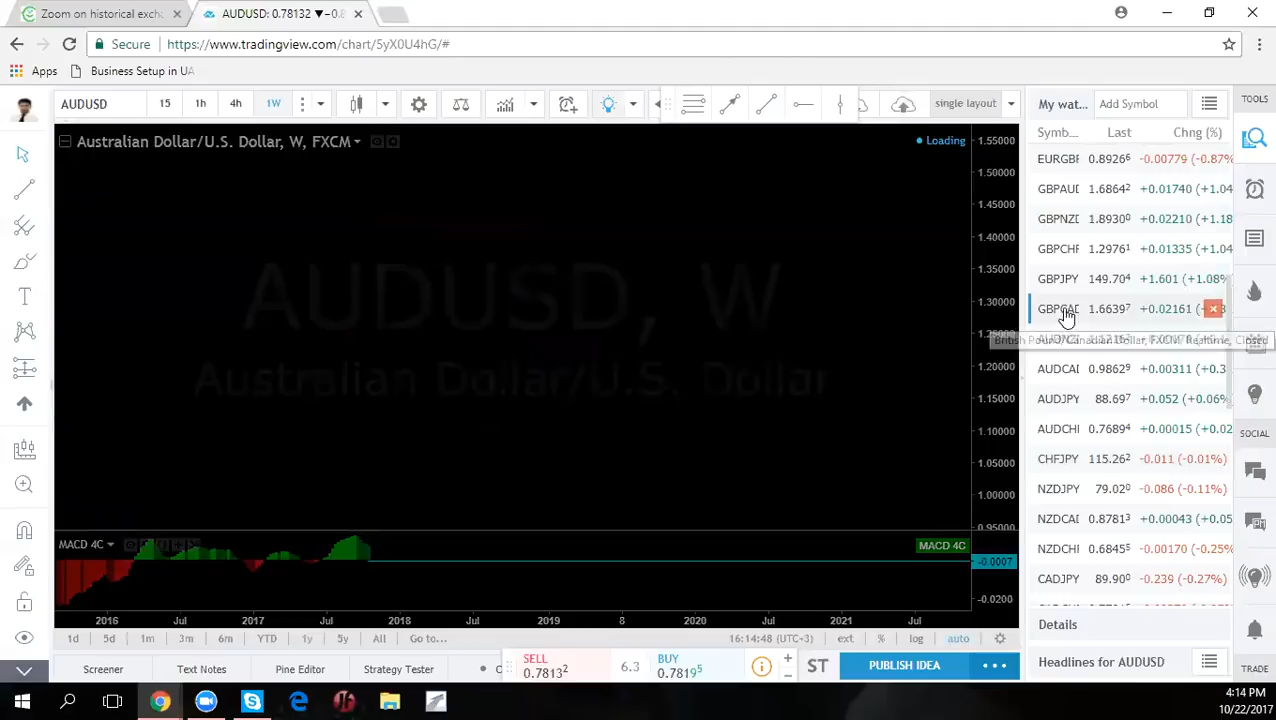 Zoom on historical exch
AUDUSD: 0.78132 ▼−0.8
Secure
https://www.tradingview.com/chart/5yX0U4hG/#
Apps
Business Setup in UA
AUDUSD 15 1h 4h 1W
single layout
My wat...
Add Symbol
TOOLS
Australian Dollar/U.S. Dollar, W, FXCM
Loading
Symb... Last Chng (%)
EURGBF 0.89266 -0.00779 (-0.87%
GBPAUD 1.68642 +0.01740 (+1.04
GBPNZD 1.89300 +0.02210 (+1.18
GBPCHF 1.29761 +0.01335 (+1.04
GBPJPY 149.704 +1.601 (+1.08%
GBPCAD 1.66397 +0.02161
British Pound/Canadian Dollar, FXCM, Realtime, Closed
AUDCAD 0.98629 +0.00311 (+0.3
AUDJPY 88.697 +0.052 (+0.06%
AUDCHI 0.76894 +0.00015 (+0.02
CHFJPY 115.262 -0.011 (-0.01%)
NZDJPY 79.020 -0.086 (-0.11%)
NZDCAD 0.87813 +0.00043 (+0.05
NZDCHI 0.68455 -0.00170 (-0.25%
CADJPY 89.900 -0.239 (-0.27%)
SOCIAL
AUDUSD, W
Australian Dollar/U.S. Dollar
1.55000
1.50000
1.45000
1.40000
1.35000
1.30000
1.20000
1.15000
1.10000
1.05000
1.00000
0.95000
MACD 4C
MACD 4C
-0.0007
-0.0200
2016 Jul 2017 Jul 2018 Jul 2019 8 2020 Jul 2021 Jul
1d 5d 1m 3m 6m YTD 1y 5y All Go to...
16:14:48 (UTC+3) ext % log auto
Details
Headlines for AUDUSD
Screener Text Notes Pine Editor Strategy Tester
SELL
0.78132
6.3
BUY
0.78195
ST
PUBLISH IDEA
TRADE
4:14 PM
10/22/2017